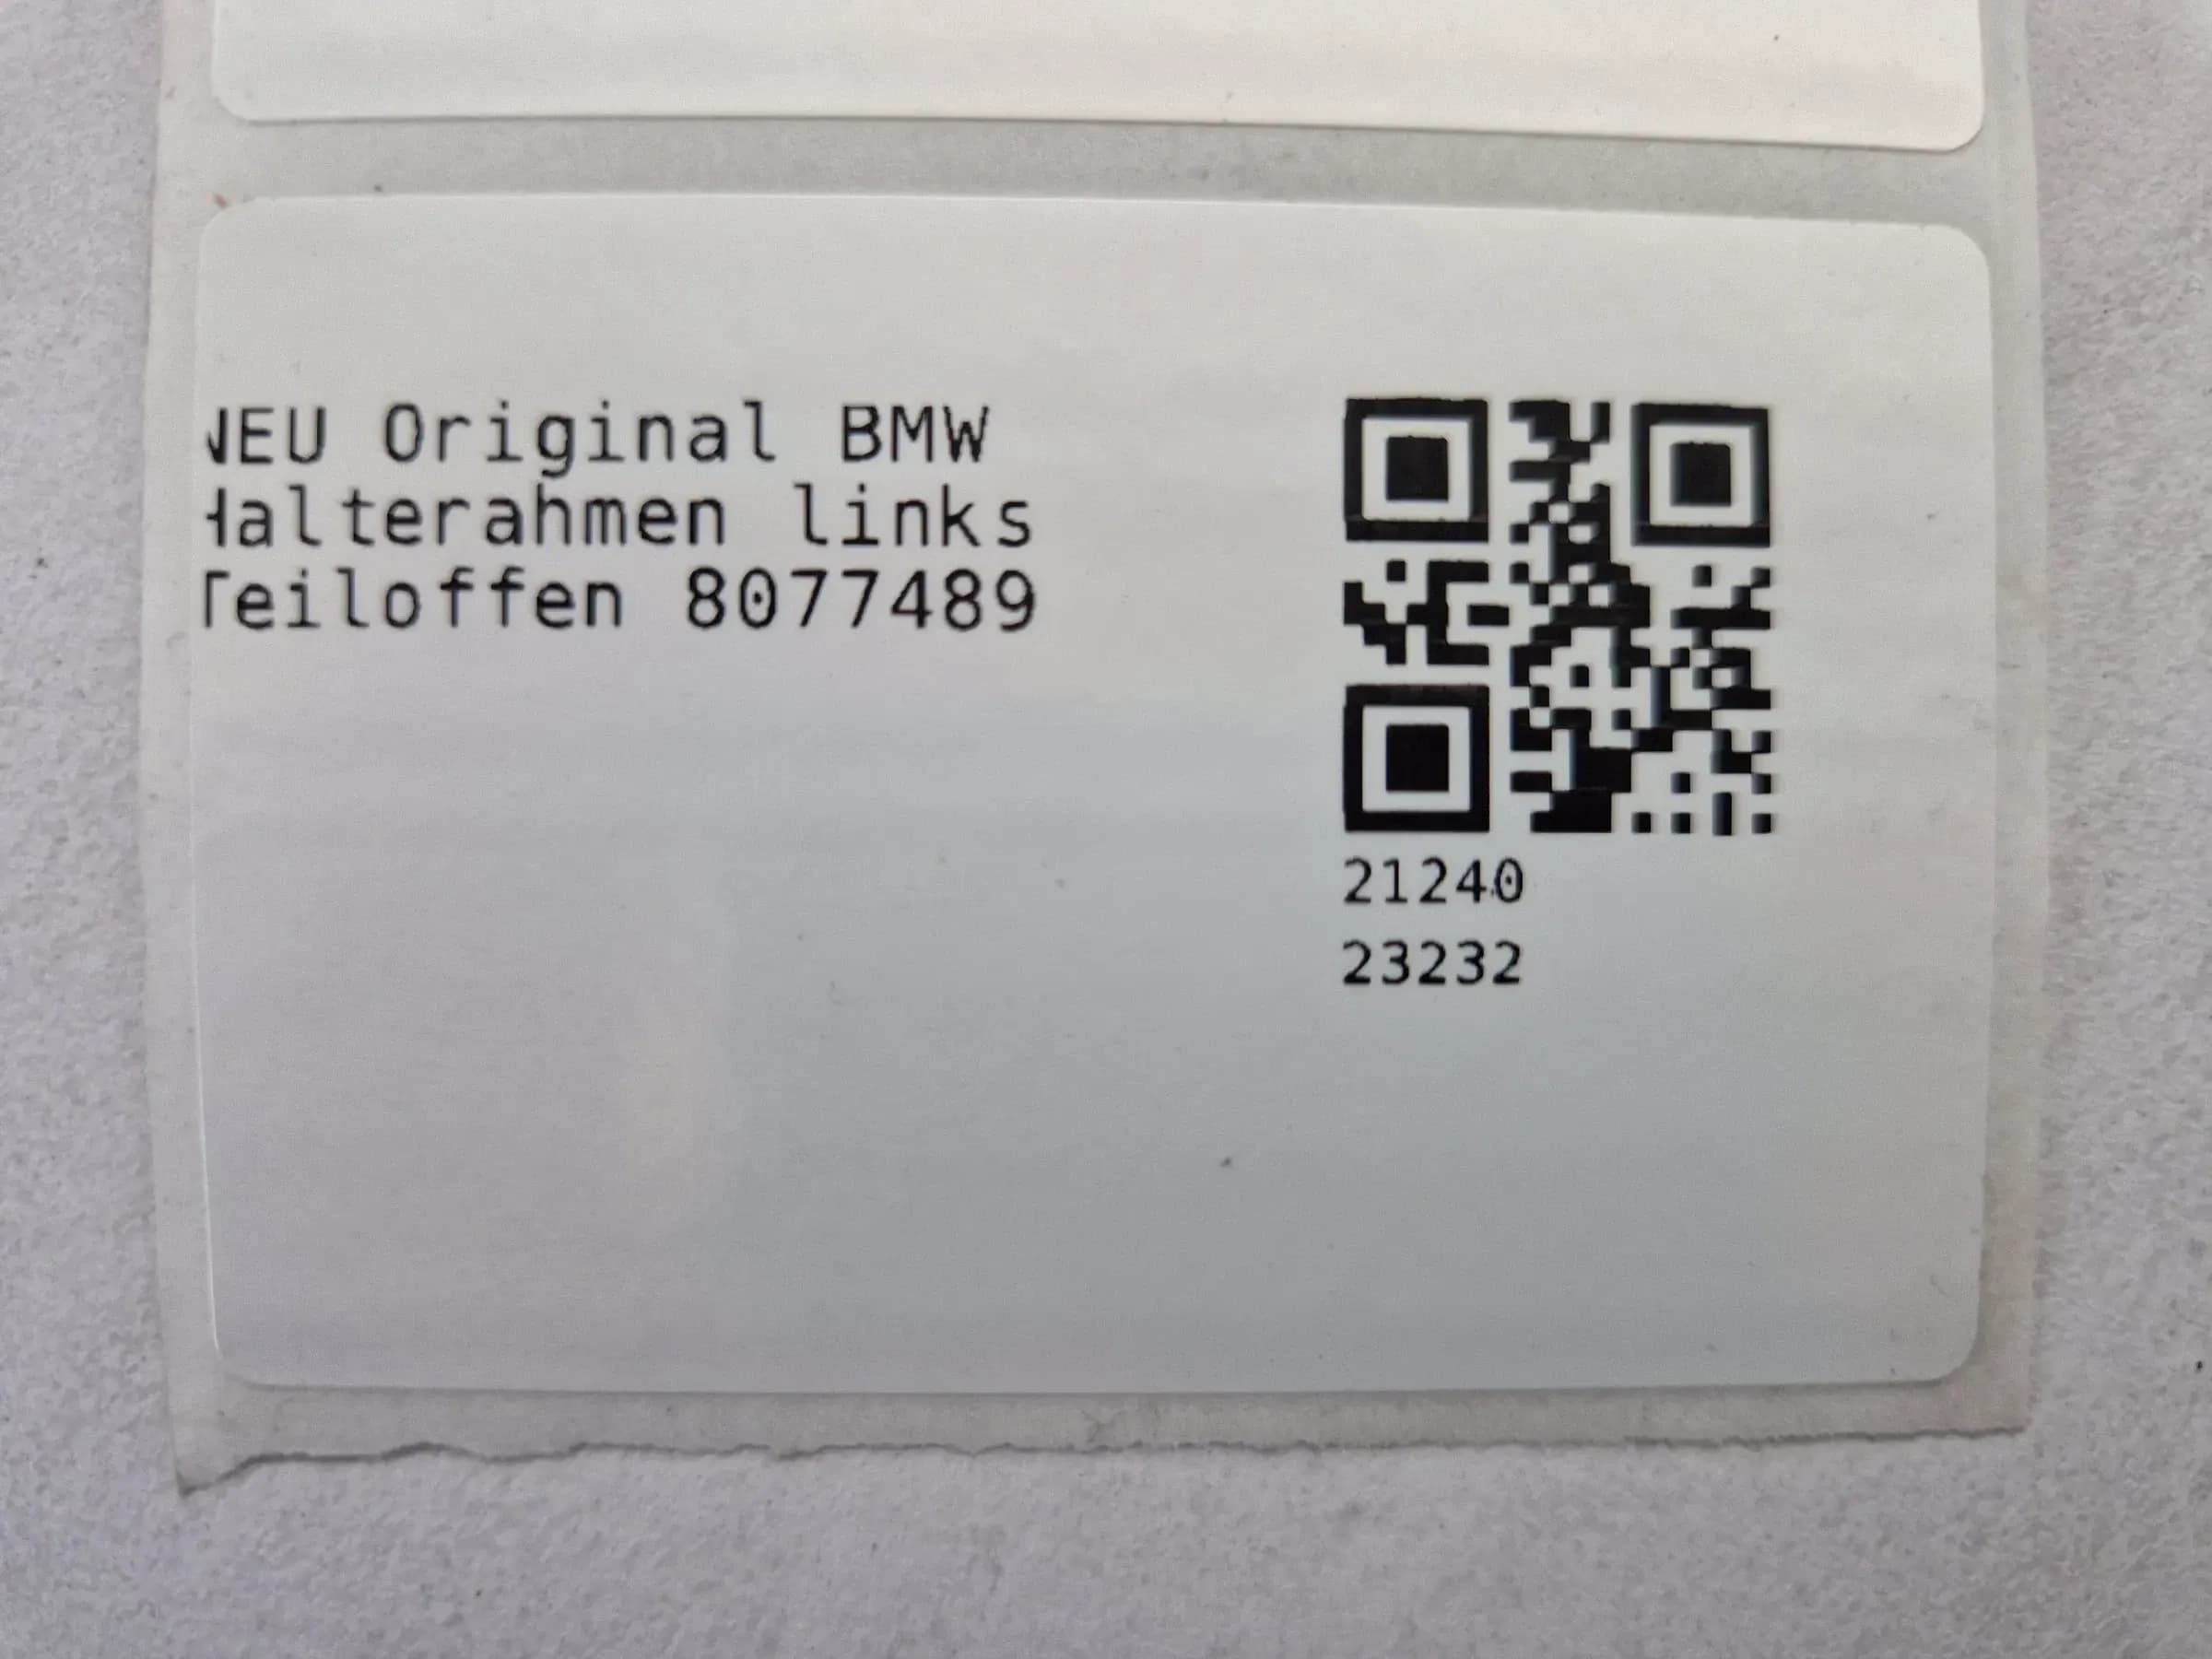 NEU Original BMW
Halterahmen links
Teiloffen 8077489
21240
23232